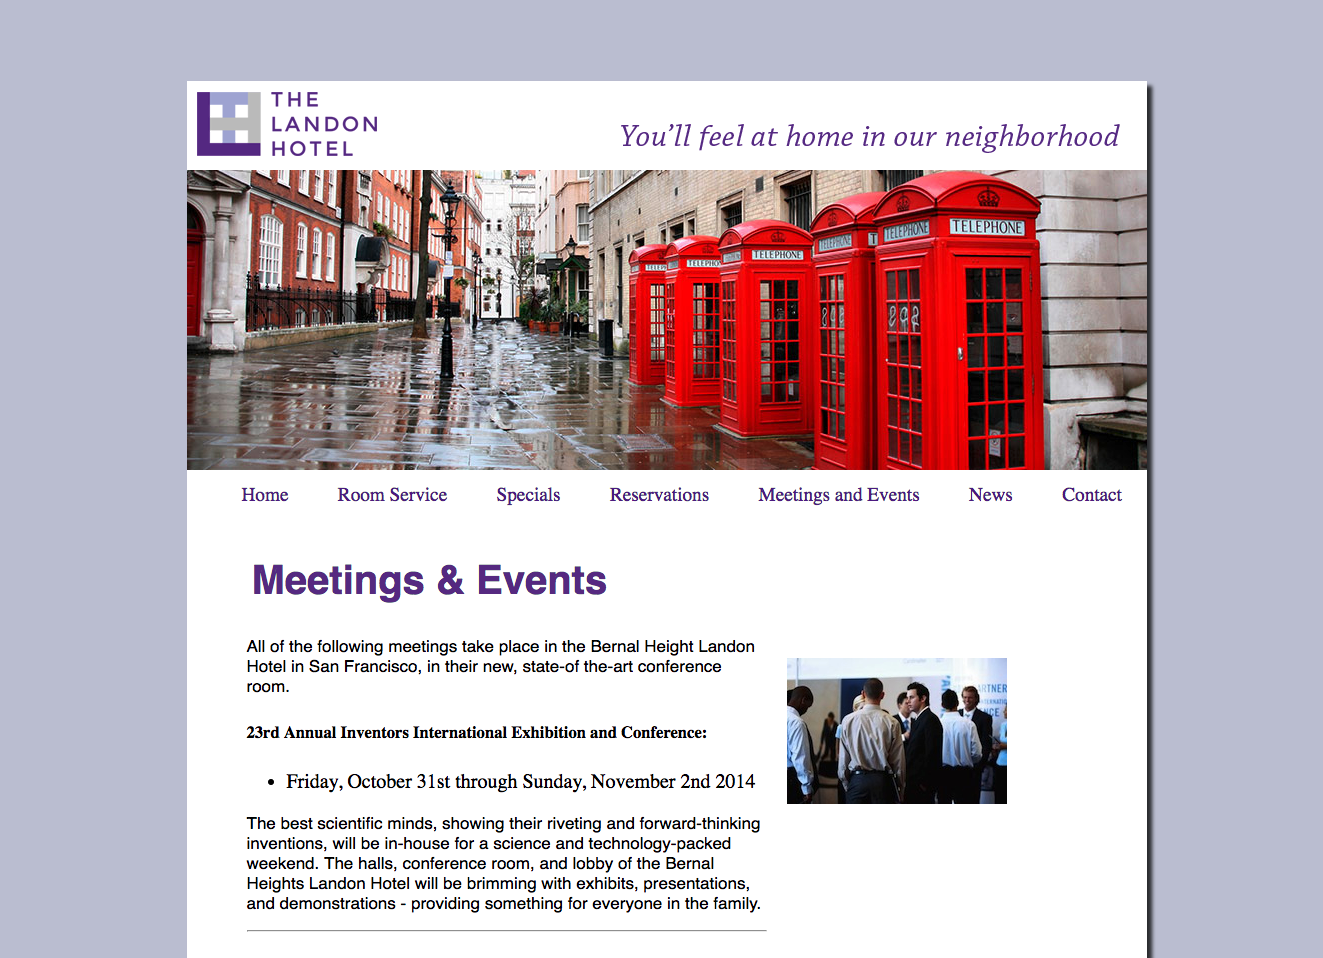 THE
LANDON
HOTEL
You'll feel at home in our neighborhood
TELEPHONE
TELEPHONE
TELEPHONE
Home Room Service Specials Reservations Meetings and Events News Contact
Meetings & Events
All of the following meetings take place in the Bernal Height Landon
Hotel in San Francisco, in their new, state-of the-art conference
room.
23rd Annual Inventors International Exhibition and Conference:
• Friday, October 31st through Sunday, November 2nd 2014
The best scientific minds, showing their riveting and forward-thinking
inventions, will be in-house for a science and technology-packed
weekend. The halls, conference room, and lobby of the Bernal
Heights Landon Hotel will be brimming with exhibits, presentations,
and demonstrations - providing something for everyone in the family.